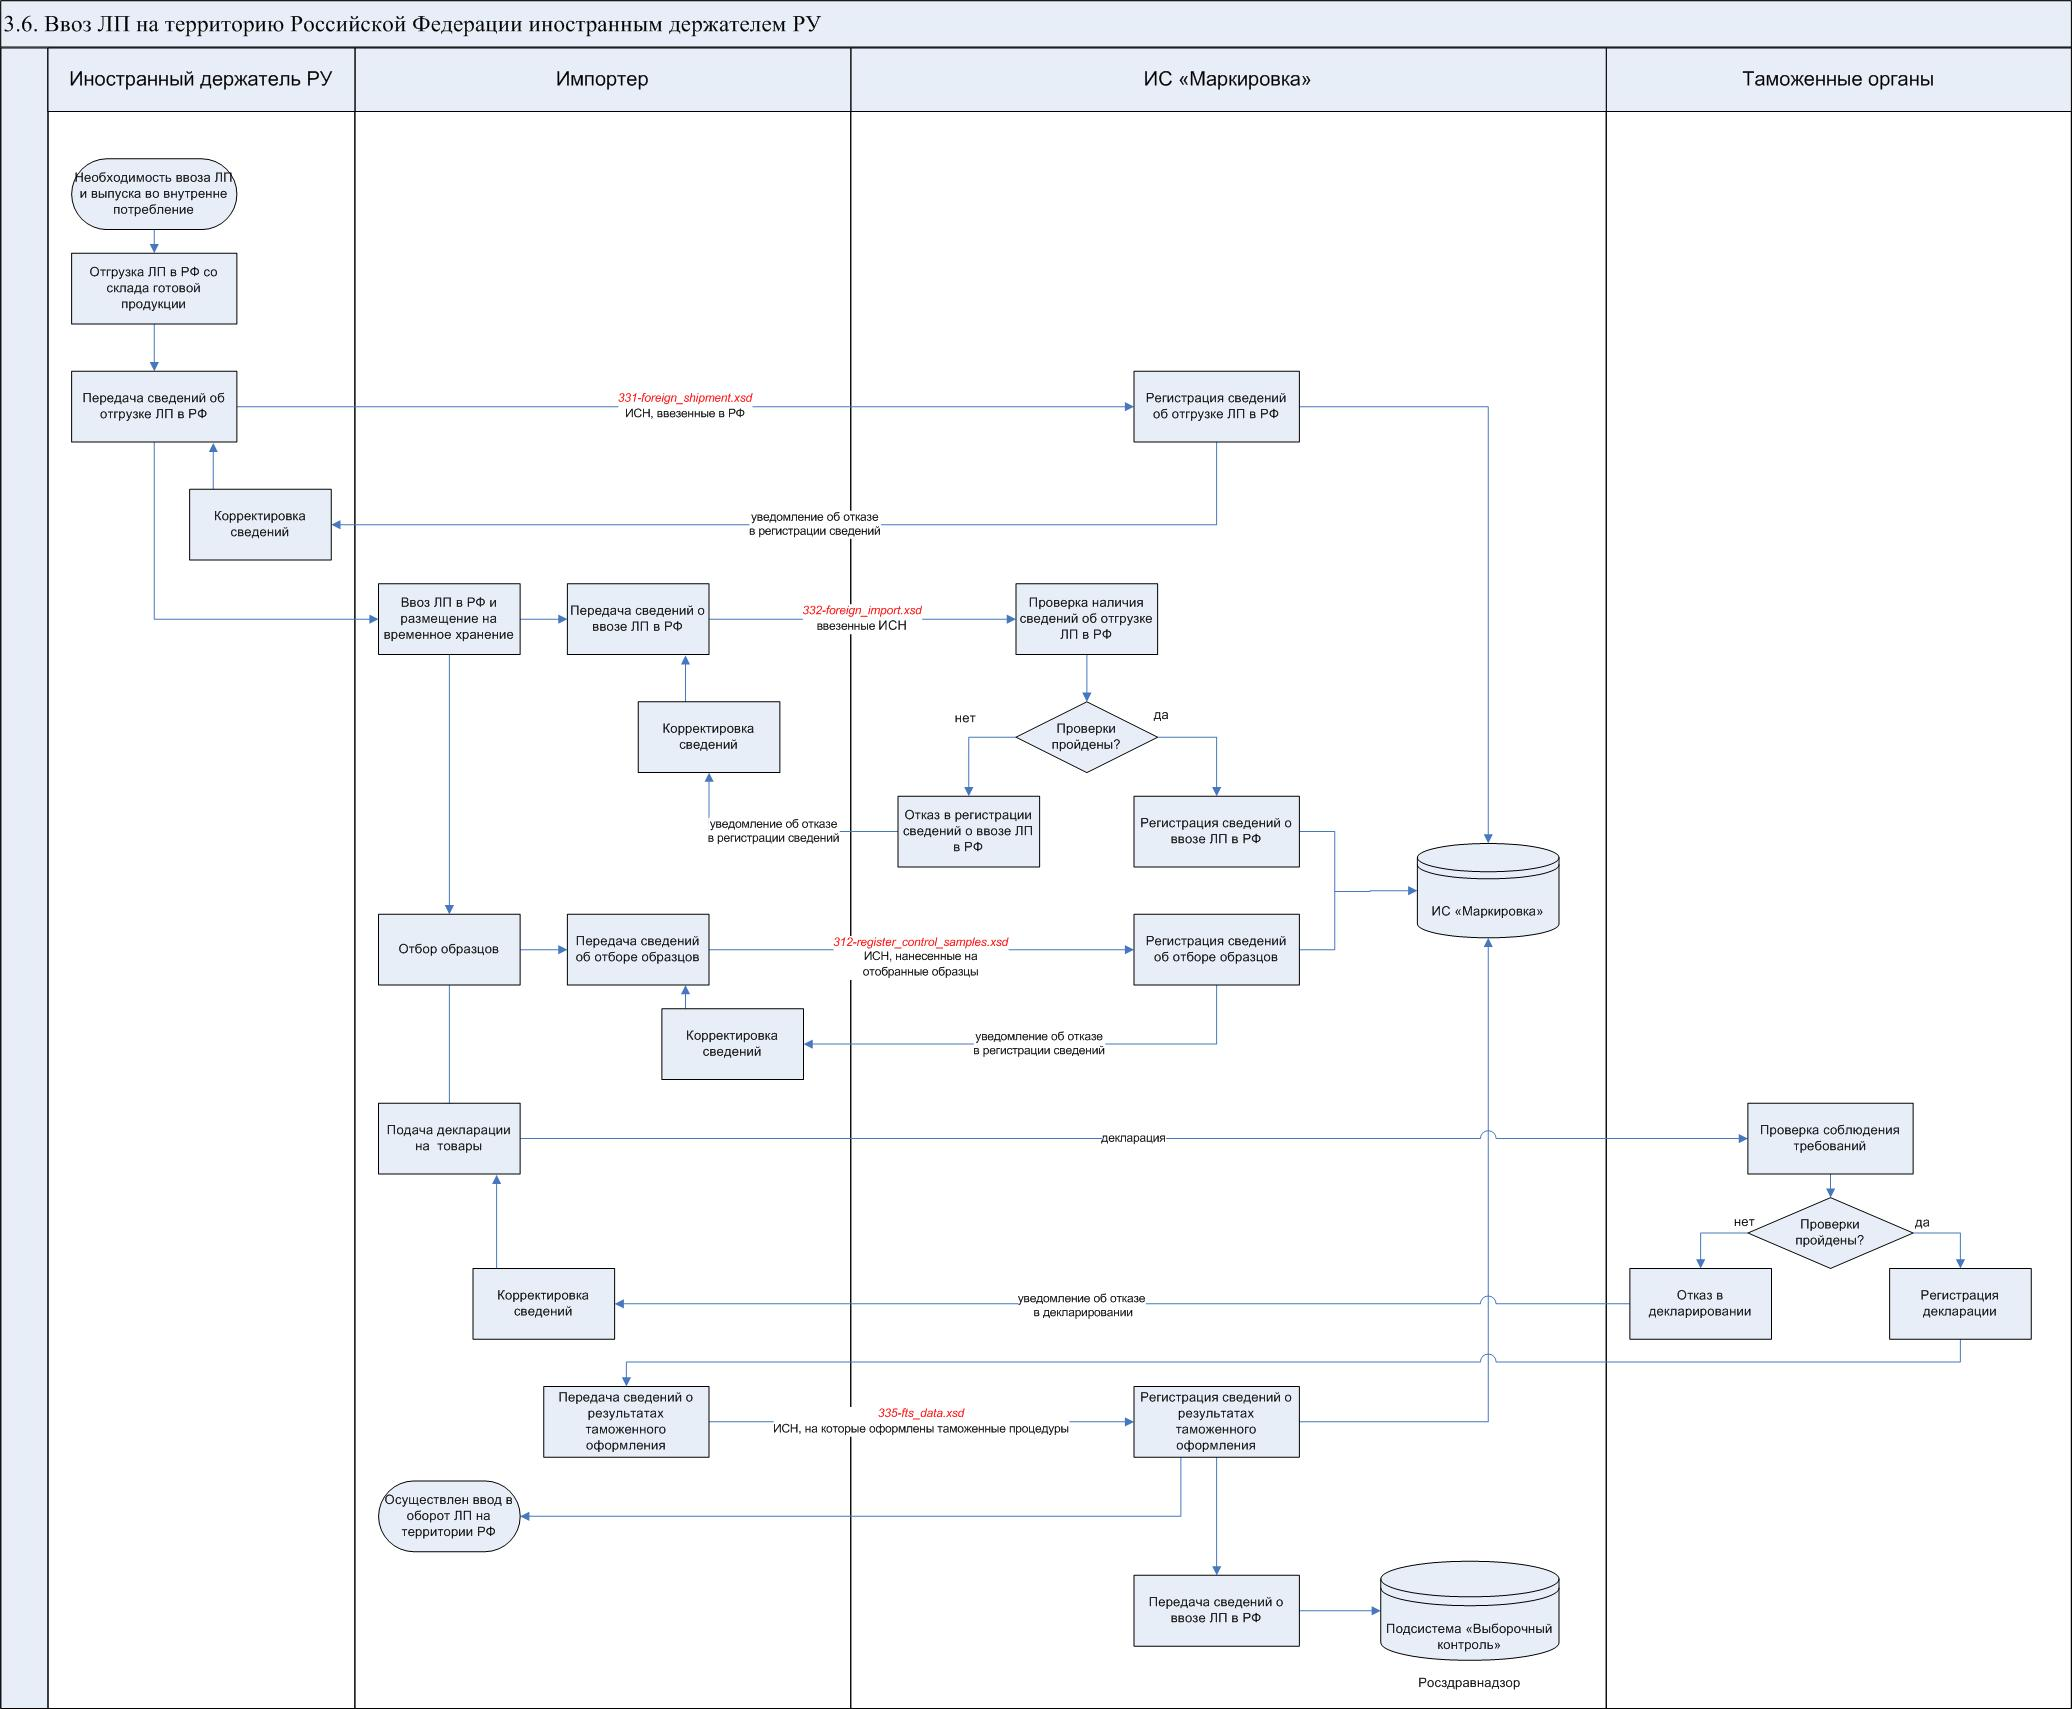 3.6. Ввоз ЛП на территорию Российской Федерации иностранным держателем РУ
Иностранный держатель РУ
Импортер
ИС «Маркировка»
Таможенные органы
Необходимость ввоза ЛП
и выпуска во внутренне
потребление
Отгрузка ЛП в РФ со
склада готовой
продукции
Передача сведений об
отгрузке ЛП в РФ
331-foreign_shipment.xsd
ИСН, ввезенные в РФ
Регистрация сведений
об отгрузке ЛП в РФ
Корректировка
сведений
уведомление об отказе
в регистрации сведений
Ввоз ЛП в РФ и
размещение на
временное хранение
Передача сведений о
ввозе ЛП в РФ
332-foreign_import.xsd
ввезенные ИСН
Проверка наличия
сведений об отгрузке
ЛП в РФ
Корректировка
сведений
нет
Проверки
пройдены?
да
уведомление об отказе
в регистрации сведений
Отказ в регистрации
сведений о ввозе ЛП
в РФ
Регистрация сведений о
ввозе ЛП в РФ
ИС «Маркировка»
Отбор образцов
Передача сведений
об отборе образцов
312-register_control_samples.xsd
ИСН, нанесенные на
отобранные образцы
Регистрация сведений
об отборе образцов
Корректировка
сведений
уведомление об отказе
в регистрации сведений
Подача декларации
на товары
декларация
Проверка соблюдения
требований
нет
Проверки
пройдены?
да
Корректировка
сведений
уведомление об отказе
в декларировании
Отказ в
декларировании
Регистрация
декларации
Передача сведений о
результатах
таможенного
оформления
335-fts_data.xsd
ИСН, на которые оформлены таможенные процедуры
Регистрация сведений о
результатах
таможенного
оформления
Осуществлен ввод в
оборот ЛП на
территории РФ
Передача сведений о
ввозе ЛП в РФ
Подсистема «Выборочный
контроль»
Росздравнадзор